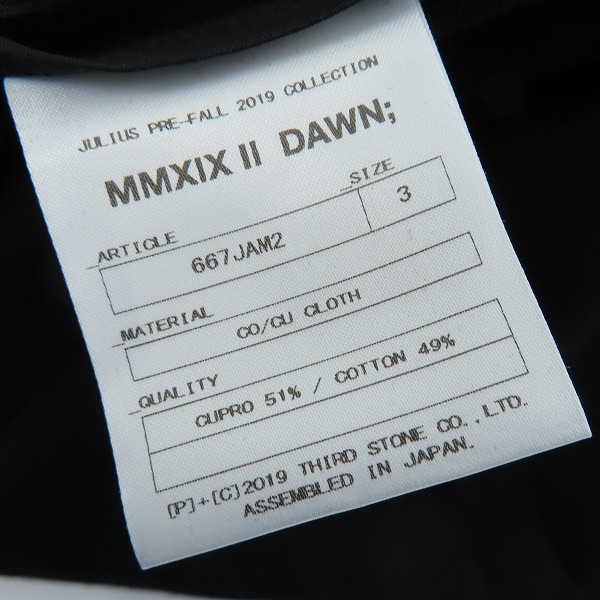 JULIUS PRE-FALL 2019 COLLECTION
MMXIX II DAWN;
ARTICLE SIZE
667JAM2 3
MATERIAL
CO/CU CLOTH
QUALITY
CUPRO 51% / COTTON 49%
[P]+[C]2019 THIRD STONE CO.,LTD.
ASSEMBLED IN JAPAN.